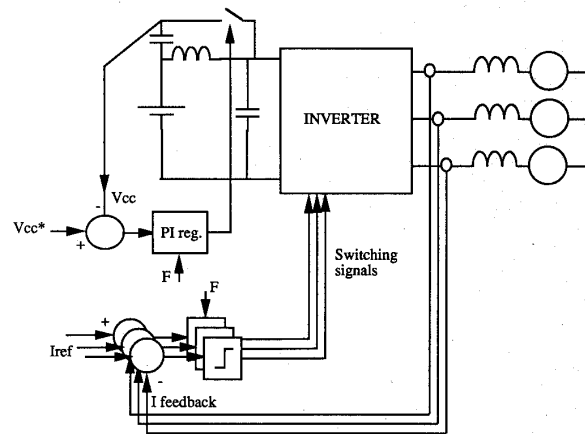 INVERTER
-
Vcc
Vcc*
+
PI reg.
F
Switching
signals
F
+
Iref
-
I feedback